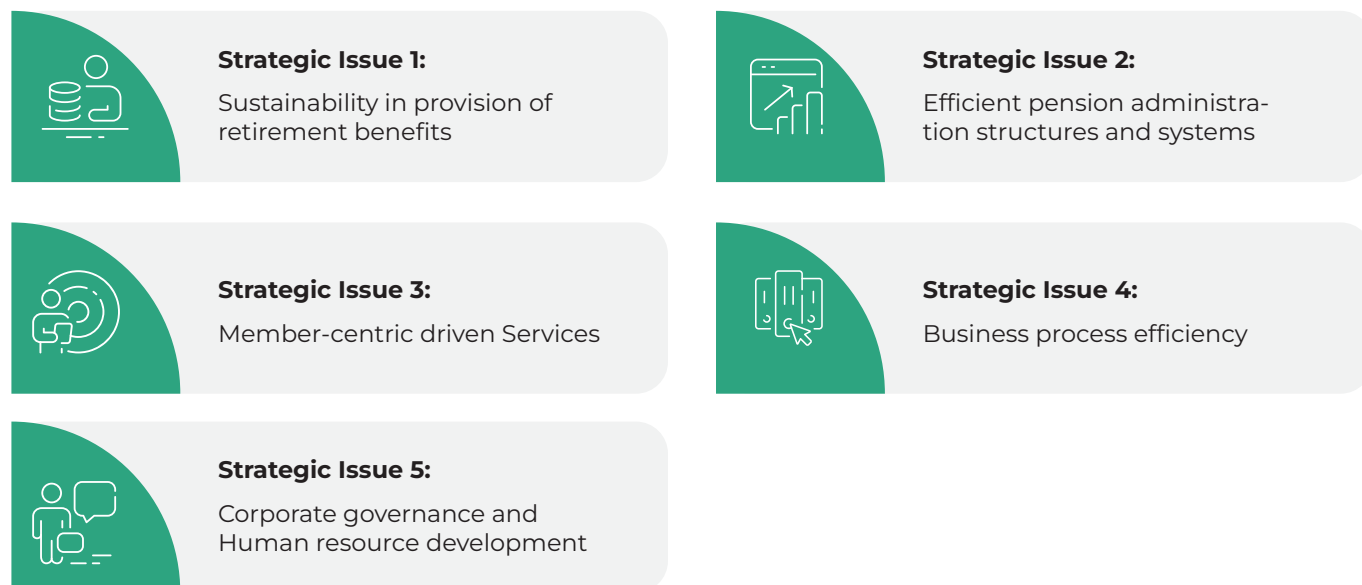 Strategic Issue 1:
Sustainability in provision of
retirement benefits
Strategic Issue 2:
Efficient pension administra-
tion structures and systems
Strategic Issue 3:
Member-centric driven Services
Strategic Issue 4:
Business process efficiency
Strategic Issue 5:
Corporate governance and
Human resource development